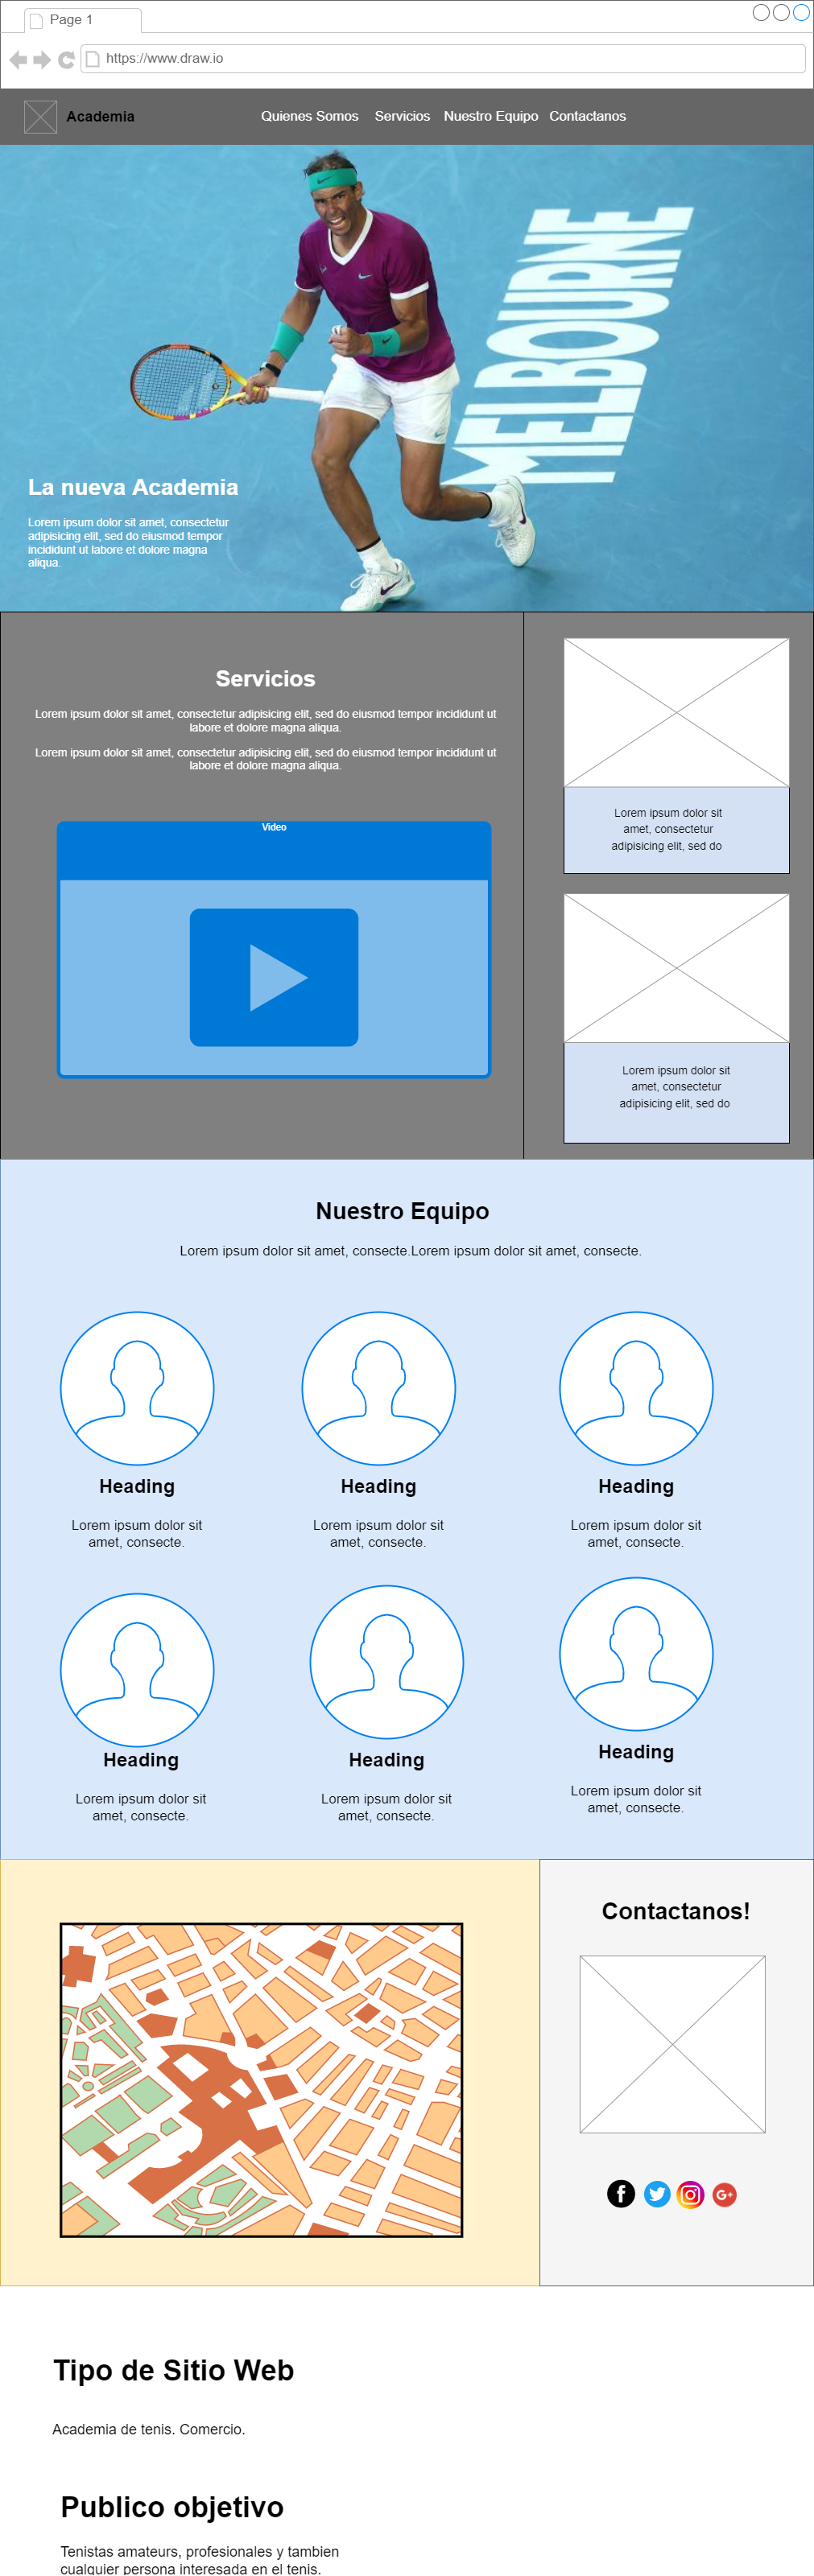 Page 1
https://www.draw.io
Academia
Quienes Somos Servicios Nuestro Equipo Contactanos
MELBOURNE
La nueva Academia
Lorem ipsum dolor sit amet, consectetur
adipisicing elit, sed do eiusmod tempor
incididunt ut labore et dolore magna
aliqua.
Servicios
Lorem ipsum dolor sit amet, consectetur adipisicing elit, sed do eiusmod tempor incididunt ut
labore et dolore magna aliqua.
Lorem ipsum dolor sit amet, consectetur adipisicing elit, sed do eiusmod tempor incididunt ut
labore et dolore magna aliqua.
Video
Lorem ipsum dolor sit
amet, consectetur
adipisicing elit, sed do
Lorem ipsum dolor sit
amet, consectetur
adipisicing elit, sed do
Nuestro Equipo
Lorem ipsum dolor sit amet, consecte.Lorem ipsum dolor sit amet, consecte.
Heading
Lorem ipsum dolor sit
amet, consecte.
Heading
Lorem ipsum dolor sit
amet, consecte.
Heading
Lorem ipsum dolor sit
amet, consecte.
Heading
Lorem ipsum dolor sit
amet, consecte.
Heading
Lorem ipsum dolor sit
amet, consecte.
Heading
Lorem ipsum dolor sit
amet, consecte.
Contactanos!
f
G+
Tipo de Sitio Web
Academia de tenis. Comercio.
Publico objetivo
Tenistas amateurs, profesionales y tambien
cualquier persona interesada en el tenis.